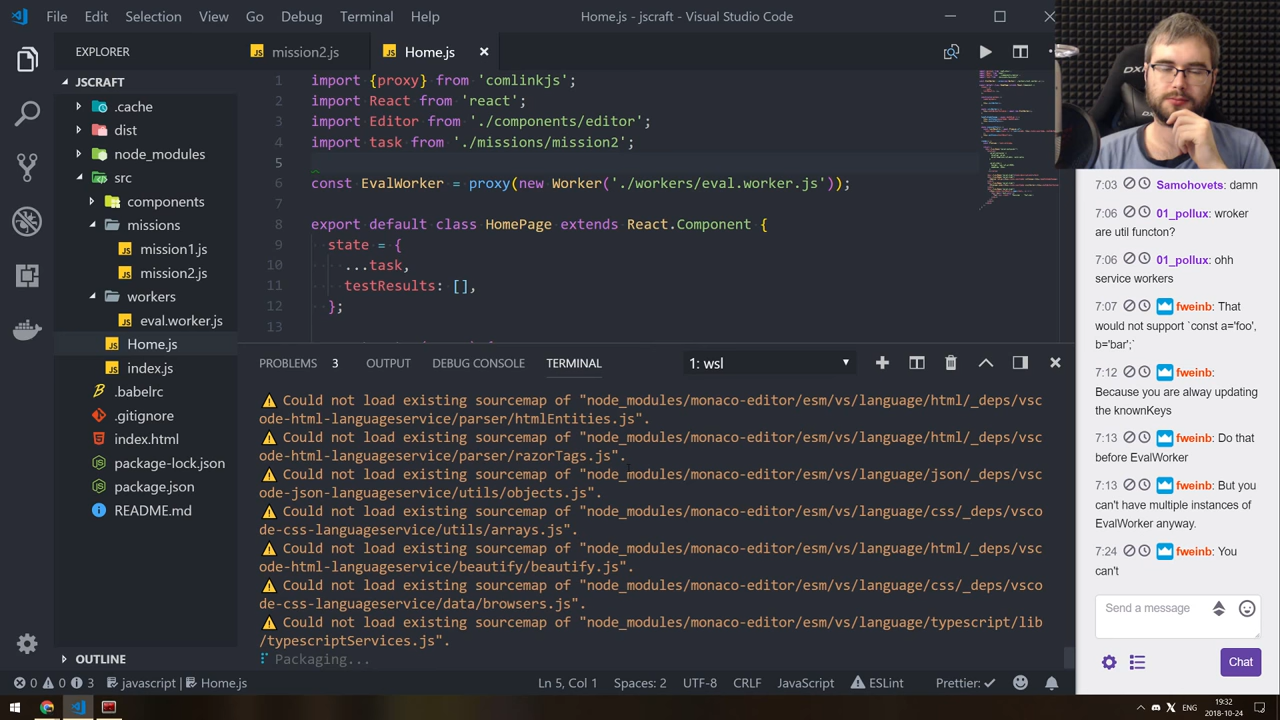 File Edit Selection View Go Debug Terminal Help
Home.js - jscraft - Visual Studio Code
EXPLORER
JSCRAFT
.cache
dist
node_modules
src
components
missions
JS mission1.js
JS mission2.js
workers
JS eval.worker.js
JS Home.js
JS index.js
.babelrc
.gitignore
index.html
package-lock.json
package.json
README.md
OUTLINE
JS mission2.js
JS Home.js
1 import {proxy} from 'comlinkjs';
2 import React from 'react';
3 import Editor from './components/editor';
4 import task from './missions/mission2';
5
6 const EvalWorker = proxy(new Worker('./workers/eval.worker.js'));
7
8 export default class HomePage extends React.Component {
9 state = {
10 ...task,
11 testResults: [],
12 };
13
PROBLEMS 3 OUTPUT DEBUG CONSOLE TERMINAL
1: wsl
Could not load existing sourcemap of "node_modules/monaco-editor/esm/vs/language/html/_deps/vsc
ode-html-languageservice/parser/htmlEntities.js".
Could not load existing sourcemap of "node_modules/monaco-editor/esm/vs/language/html/_deps/vsc
ode-html-languageservice/parser/razorTags.js".
Could not load existing sourcemap of "node_modules/monaco-editor/esm/vs/language/json/_deps/vsc
ode-json-languageservice/utils/objects.js".
Could not load existing sourcemap of "node_modules/monaco-editor/esm/vs/language/css/_deps/vsco
de-css-languageservice/utils/arrays.js".
Could not load existing sourcemap of "node_modules/monaco-editor/esm/vs/language/html/_deps/vsc
ode-html-languageservice/beautify/beautify.js".
Could not load existing sourcemap of "node_modules/monaco-editor/esm/vs/language/css/_deps/vsco
de-css-languageservice/data/browsers.js".
Could not load existing sourcemap of "node_modules/monaco-editor/esm/vs/language/typescript/lib
/typescriptServices.js".
Packaging...
0 0 3 javascript Home.js
Ln 5, Col 1 Spaces: 2 UTF-8 CRLF JavaScript ESLint Prettier: ✓
7:03 Samohovets: damn
7:06 01_pollux: wroker
are util functon?
7:06 01_pollux: ohh
service workers
7:07 fweinb: That
would not support `const a='foo',
b='bar';`
7:12 fweinb:
Because you are alway updating
the knownKeys
7:13 fweinb: Do that
before EvalWorker
7:13 fweinb: But you
can't have multiple instances of
EvalWorker anyway.
7:24 fweinb: You
can't
Send a message
Chat
ENG
19:32
2018-10-24